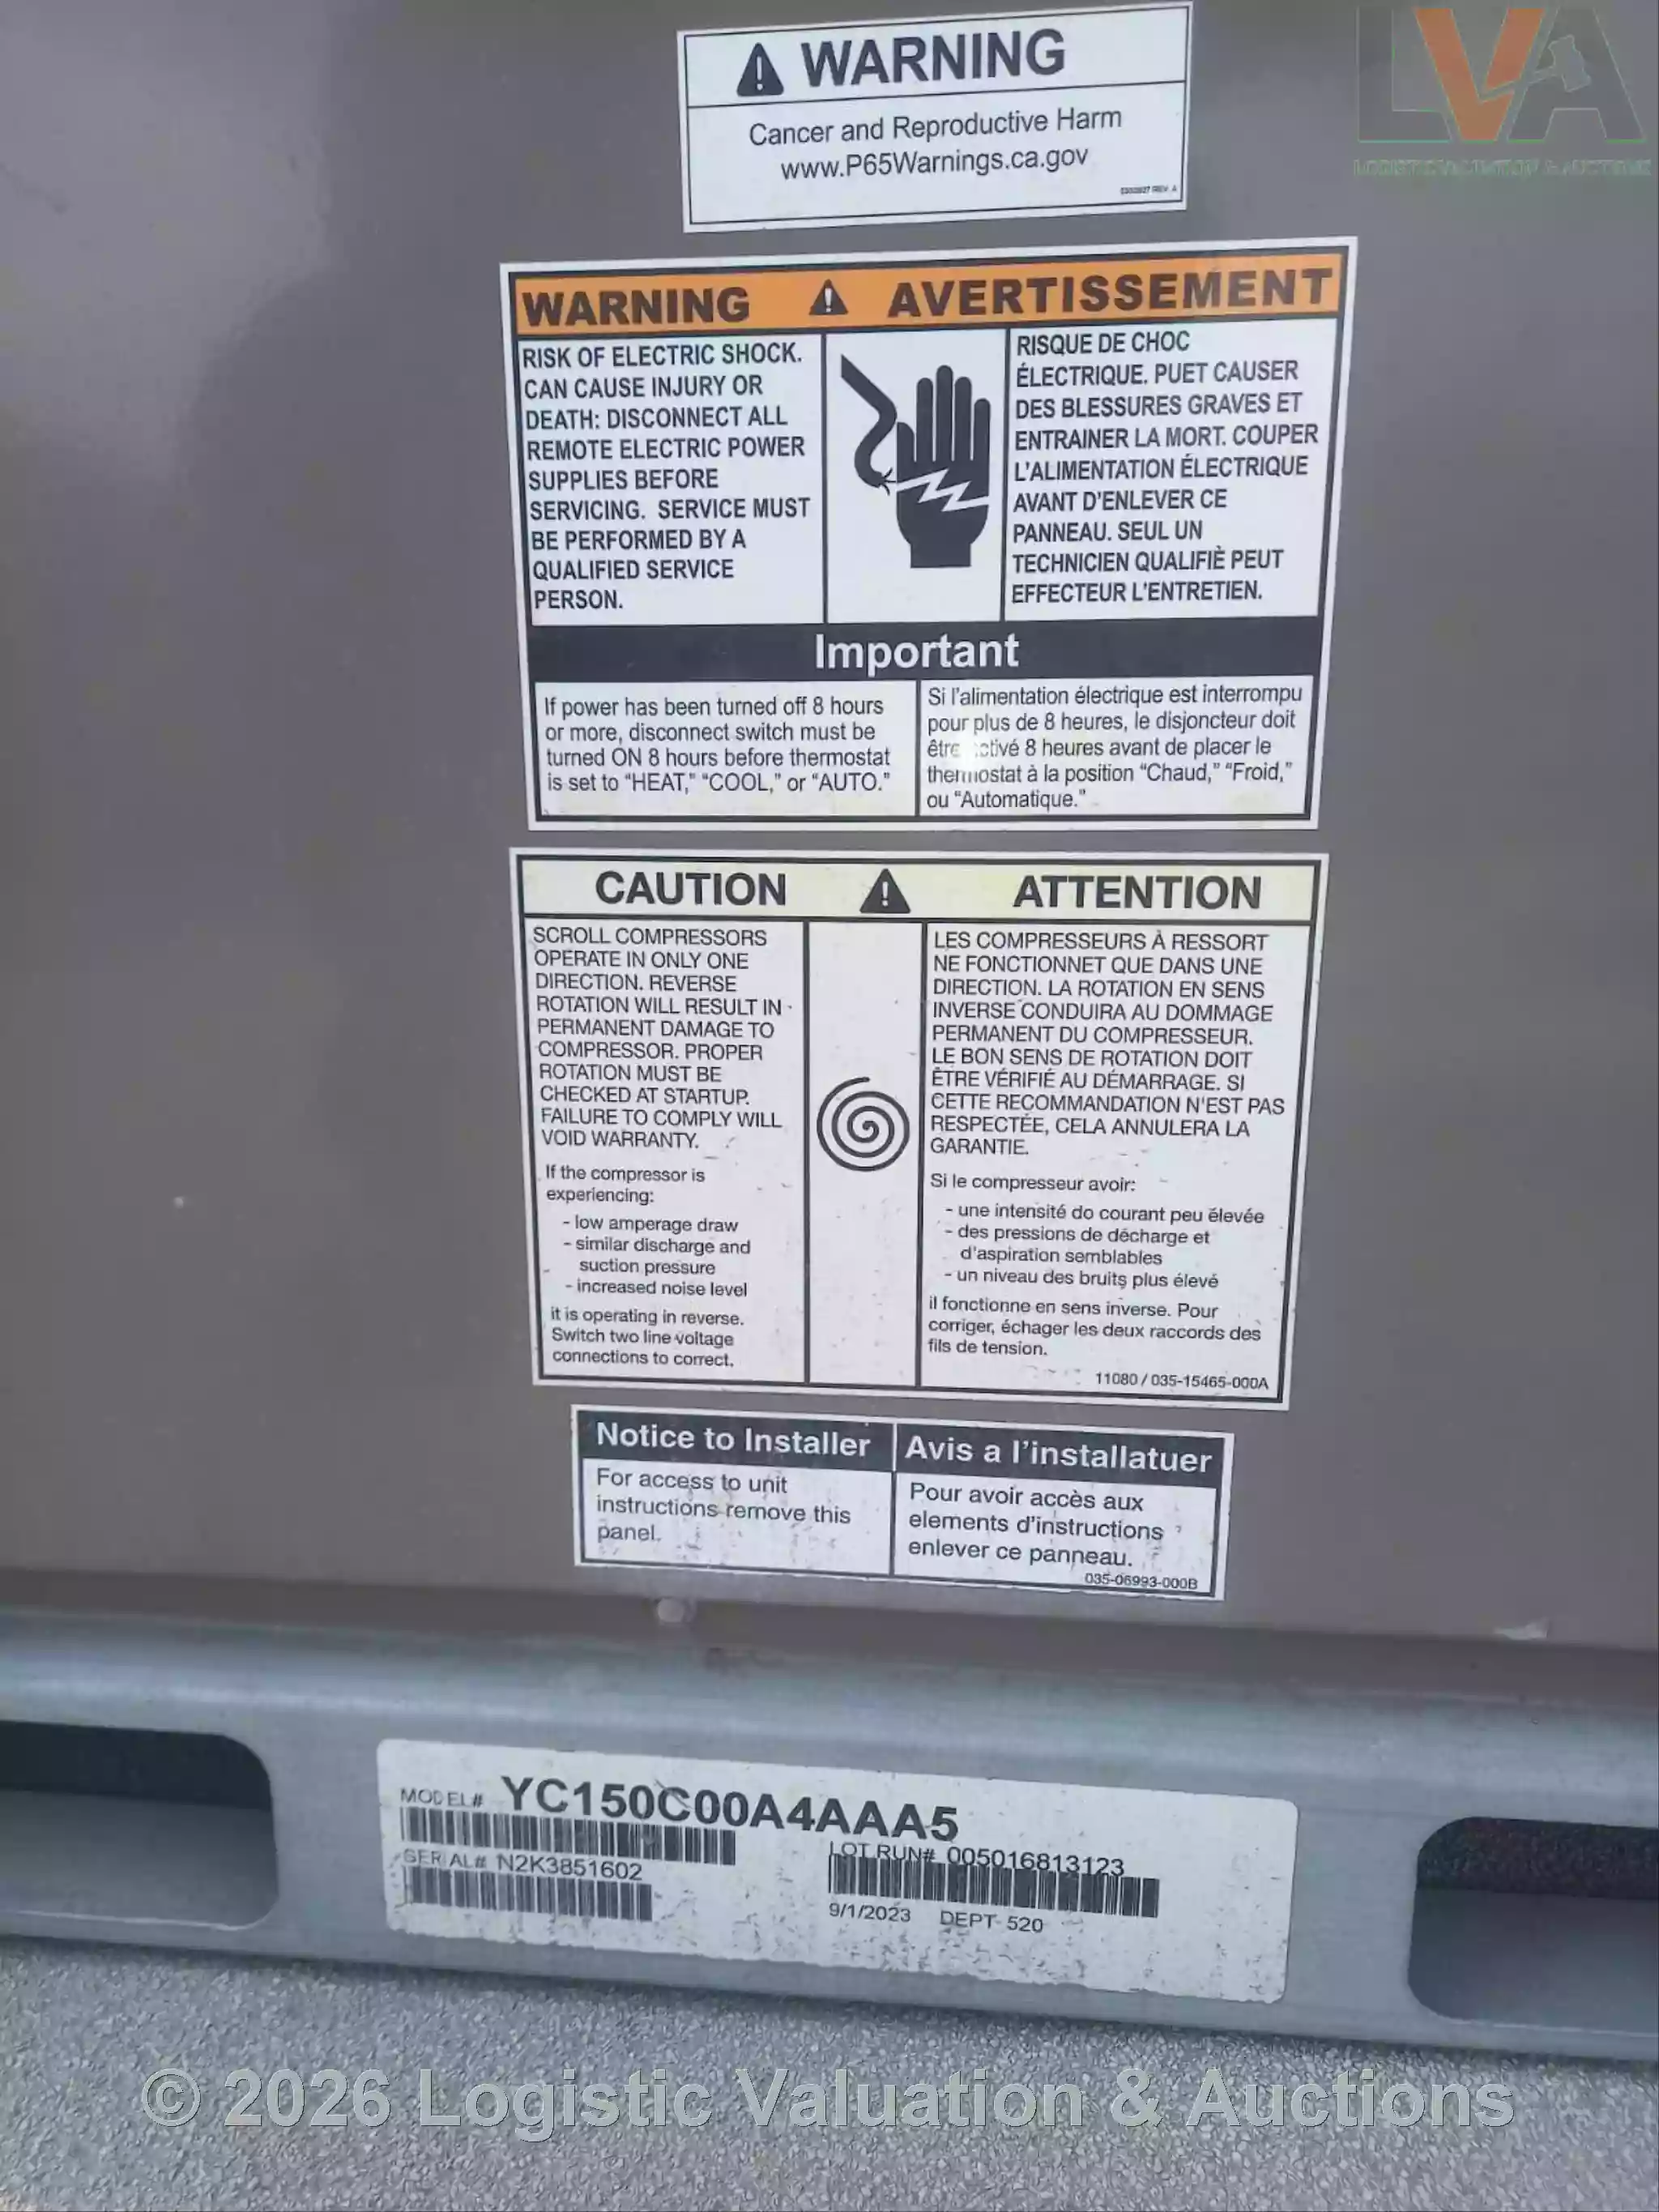 WARNING
Cancer and Reproductive Harm
www.P65Warnings.ca.gov
LVA
WARNING AVERTISSEMENT
RISK OF ELECTRIC SHOCK.
CAN CAUSE INJURY OR
DEATH: DISCONNECT ALL
REMOTE ELECTRIC POWER
SUPPLIES BEFORE
SERVICING. SERVICE MUST
BE PERFORMED BY A
QUALIFIED SERVICE
PERSON.
RISQUE DE CHOC
ÉLECTRIQUE. PUET CAUSER
DES BLESSURES GRAVES ET
ENTRAINER LA MORT. COUPER
L'ALIMENTATION ÉLECTRIQUE
AVANT D'ENLEVER CE
PANNEAU. SEUL UN
TECHNICIEN QUALIFIÈ PEUT
EFFECTEUR L'ENTRETIEN.
Important
If power has been turned off 8 hours
or more, disconnect switch must be
turned ON 8 hours before thermostat
is set to “HEAT,” “COOL,” or “AUTO.”
Si l'alimentation électrique est interrompu
pour plus de 8 heures, le disjoncteur doit
8 heures avant de placer le
thermostat à la position “Chaud,” “Froid,”
ou “Automatique.”
CAUTION ATTENTION
SCROLL COMPRESSORS
OPERATE IN ONLY ONE
DIRECTION. REVERSE
ROTATION WILL RESULT IN
PERMANENT DAMAGE TO
COMPRESSOR. PROPER
ROTATION MUST BE
CHECKED AT STARTUP.
FAILURE TO COMPLY WILL
VOID WARRANTY.
If the compressor is
experiencing:
- low amperage draw
- similar discharge and
suction pressure
- increased noise level
it is operating in reverse.
Switch two line voltage
connections to correct.
LES COMPRESSEURS À RESSORT
NE FONCTIONNET QUE DANS UNE
DIRECTION. LA ROTATION EN SENS
INVERSE CONDUIRA AU DOMMAGE
PERMANENT DU COMPRESSEUR.
LE BON SENS DE ROTATION DOIT
ÊTRE VÉRIFIÉ AU DÉMARRAGE. SI
CETTE RECOMMANDATION N'EST PAS
RESPECTÉE, CELA ANNULERA LA
GARANTIE.
Si le compresseur avoir:
- une intensité do courant peu élevée
- des pressions de décharge et
d'aspiration semblables
- un niveau des bruits plus élevé
il fonctionne en sens inverse. Pour
corriger, échager les deux raccords des
fils de tension.
11080 / 035-15465-000A
Notice to Installer
For access to unit
instructions remove this
panel.
Avis a l'installatuer
Pour avoir accès aux
elements d'instructions
enlever ce panneau.
035-06993-000B
MODEL# YC150C00A4AAA5
SERIAL# N2K3851602
LOT RUN# 005016813123
9/1/2023 DEPT 520
© 2026 Logistic Valuation & Auctions